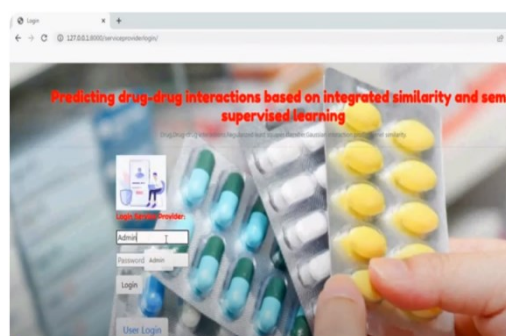 Login
127.0.0.1:8000/serviceproviderlogin/
Predicting drug-drug interactions based on integrated similarity and sem
supervised learning
Login Service Provider:
Admin
Password
Admin
Login
User Login